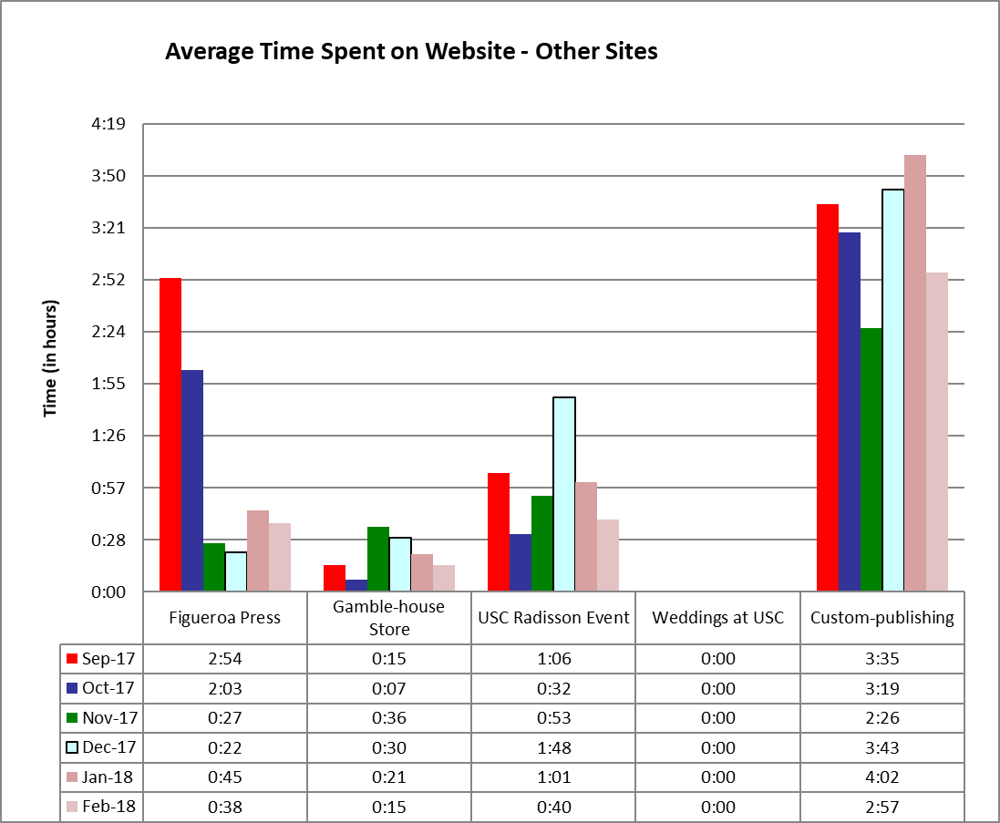 Average Time Spent on Website - Other Sites
4:19
3:50
3:21
2:52
2:24
1:55
1:26
0:57
0:28
0:00
Time (in hours)
Figueroa Press Gamble-house Store USC Radisson Event Weddings at USC Custom-publishing
Sep-17 2:54 0:15 1:06 0:00 3:35
Oct-17 2:03 0:07 0:32 0:00 3:19
Nov-17 0:27 0:36 0:53 0:00 2:26
Dec-17 0:22 0:30 1:48 0:00 3:43
Jan-18 0:45 0:21 1:01 0:00 4:02
Feb-18 0:38 0:15 0:40 0:00 2:57